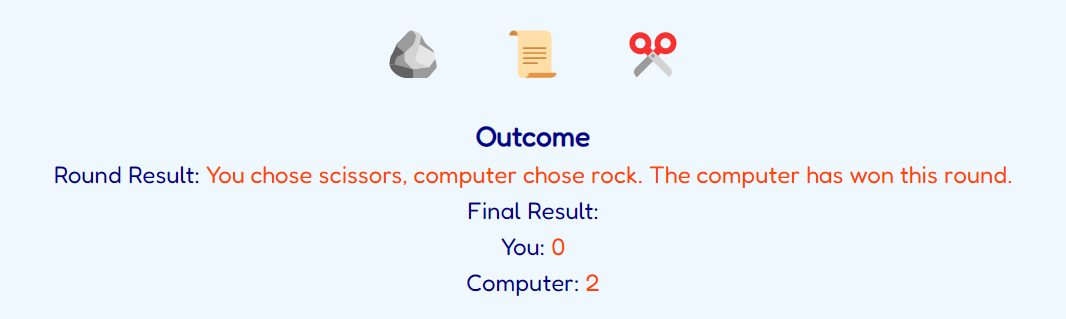 Outcome
Round Result: You chose scissors, computer chose rock. The computer has won this round.
Final Result:
You: 0
Computer: 2